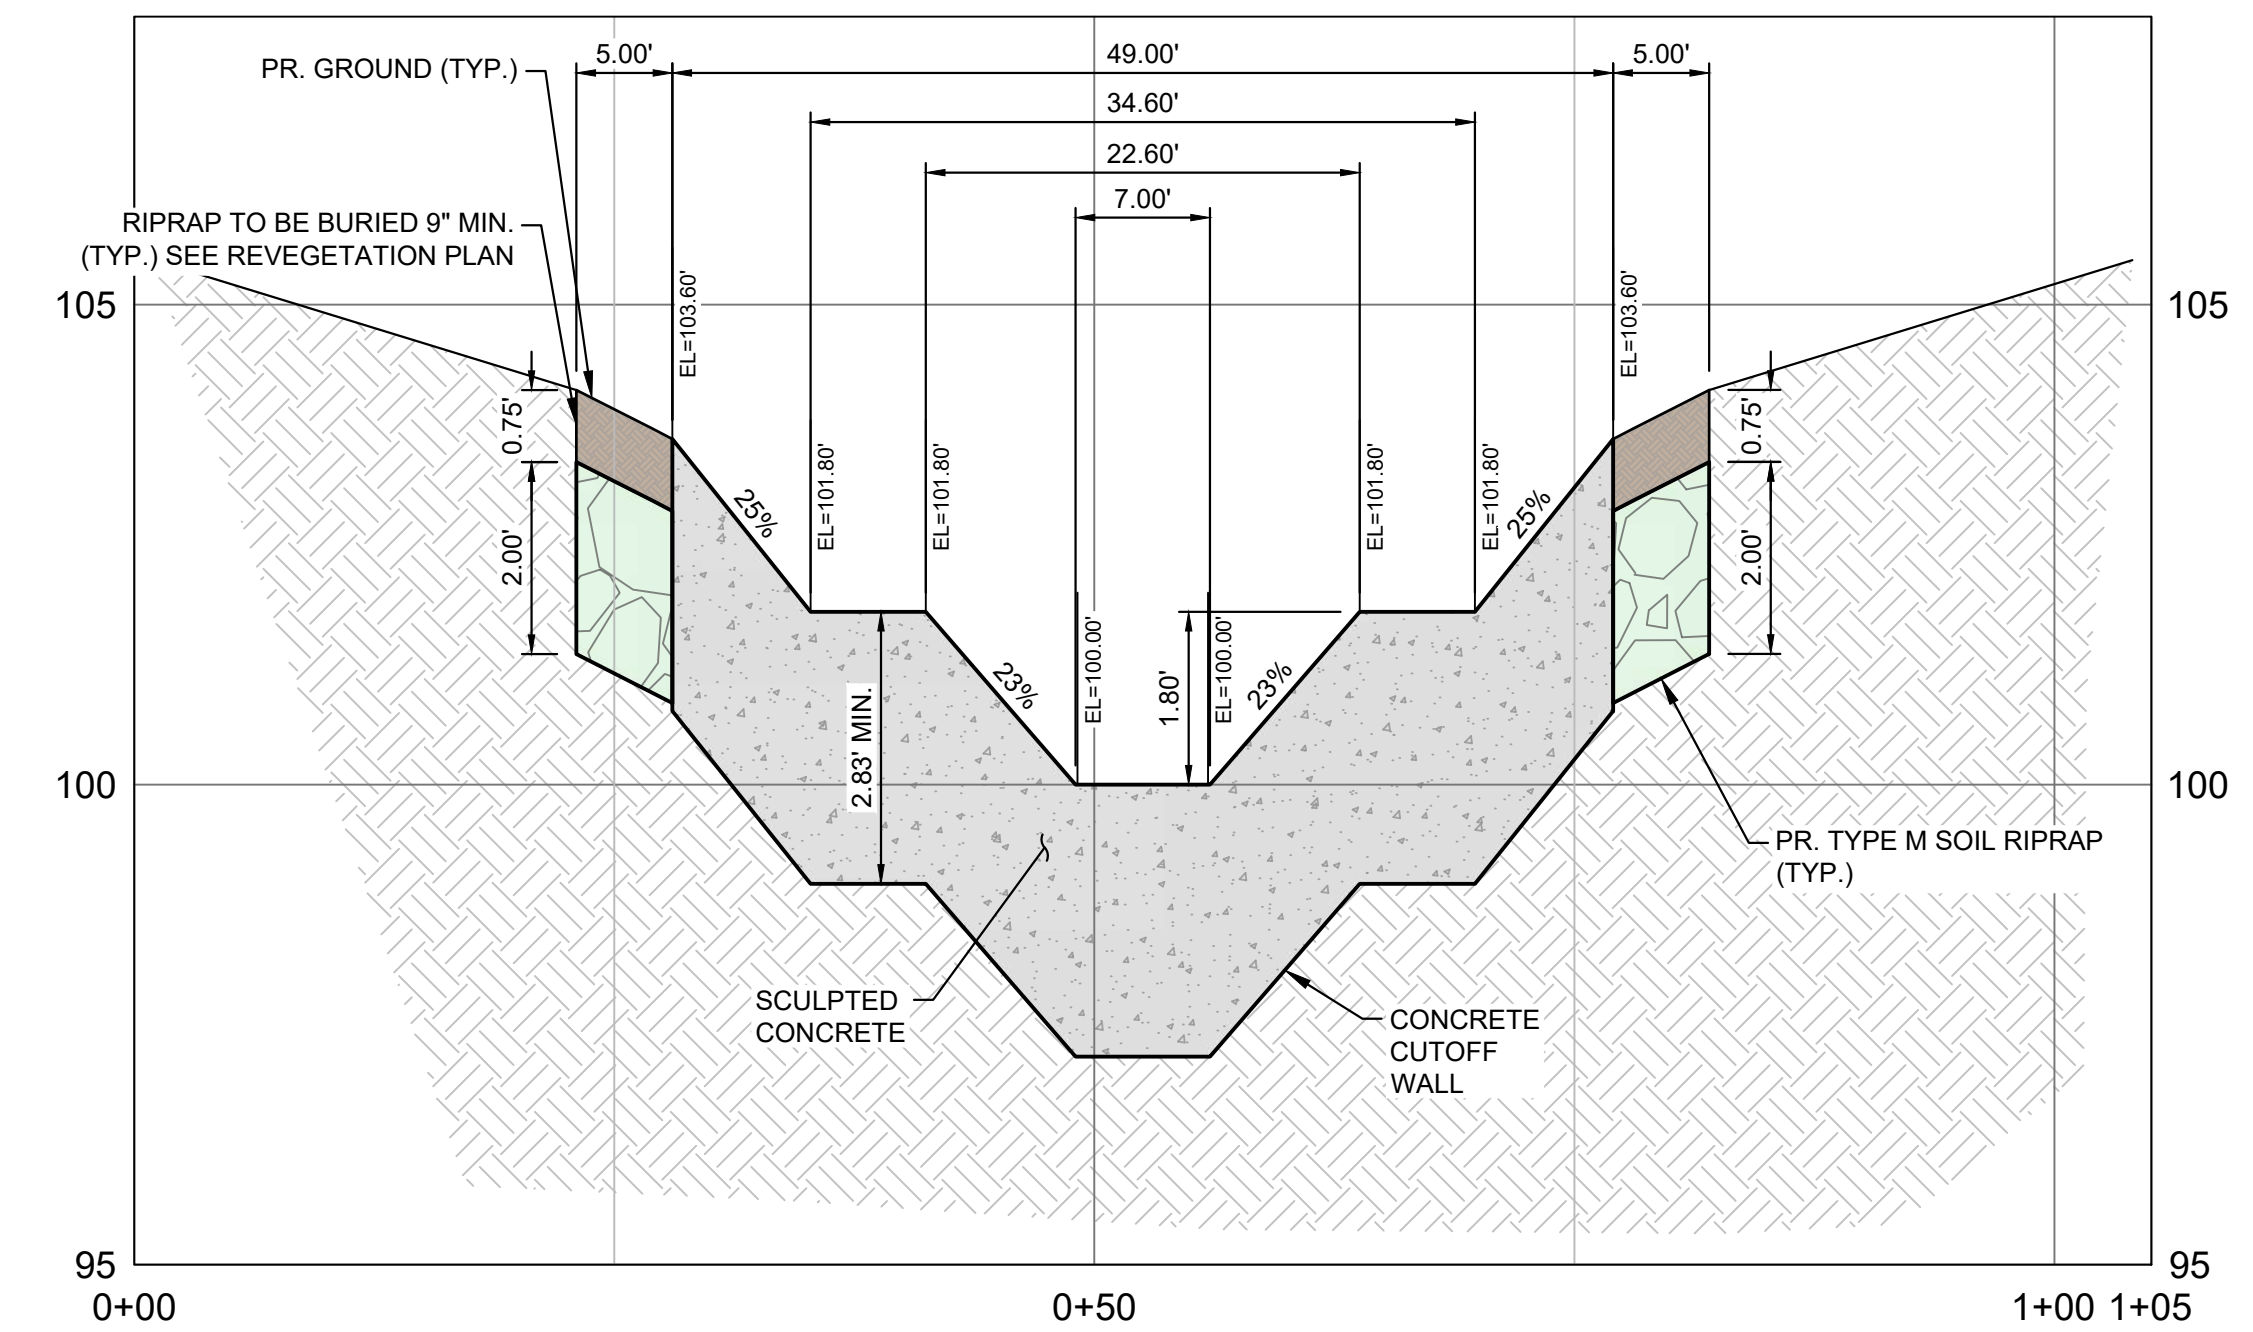 5.00'
49.00'
5.00'
PR. GROUND (TYP.)
34.60'
22.60'
7.00'
RIPRAP TO BE BURIED 9" MIN.
(TYP.) SEE REVEGETATION PLAN
105
105
EL=103.60'
EL=103.60'
0.75'
0.75'
25%
25%
EL=101.80'
EL=101.80'
EL=101.80'
EL=101.80'
2.00'
2.00'
23%
23%
EL=100.00'
EL=100.00'
1.80'
2.83' MIN.
100
100
PR. TYPE M SOIL RIPRAP
(TYP.)
SCULPTED
CONCRETE
CONCRETE
CUTOFF
WALL
95
95
0+00
0+50
1+00
1+05